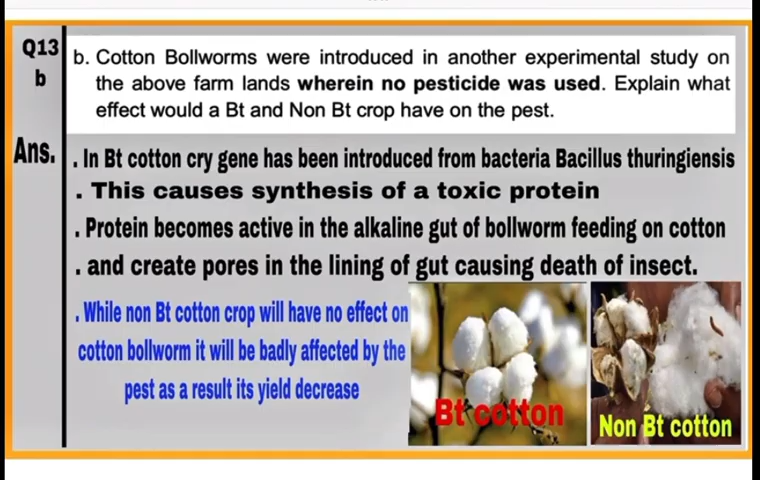 Q13
b
b. Cotton Bollworms were introduced in another experimental study on
the above farm lands wherein no pesticide was used. Explain what
effect would a Bt and Non Bt crop have on the pest.
Ans.
. In Bt cotton cry gene has been introduced from bacteria Bacillus thuringiensis
. This causes synthesis of a toxic protein
. Protein becomes active in the alkaline gut of bollworm feeding on cotton
. and create pores in the lining of gut causing death of insect.
. While non Bt cotton crop will have no effect on
cotton bollworm it will be badly affected by the
pest as a result its yield decrease
Bt cotton
Non Bt cotton